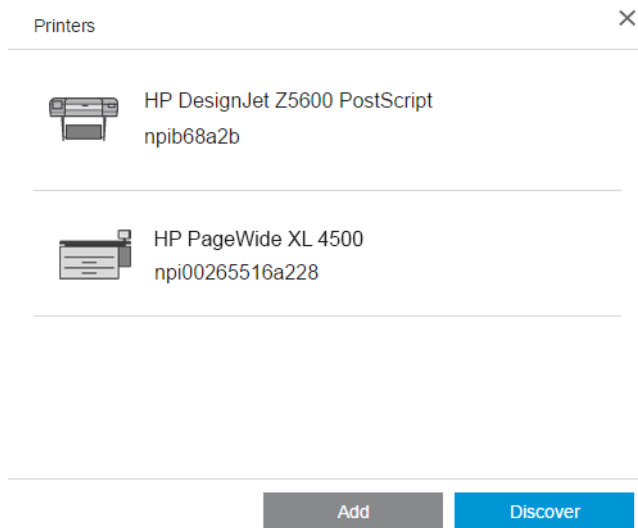 Printers
HP DesignJet Z5600 PostScript
npib68a2b
HP PageWide XL 4500
npi00265516a228
Add
Discover